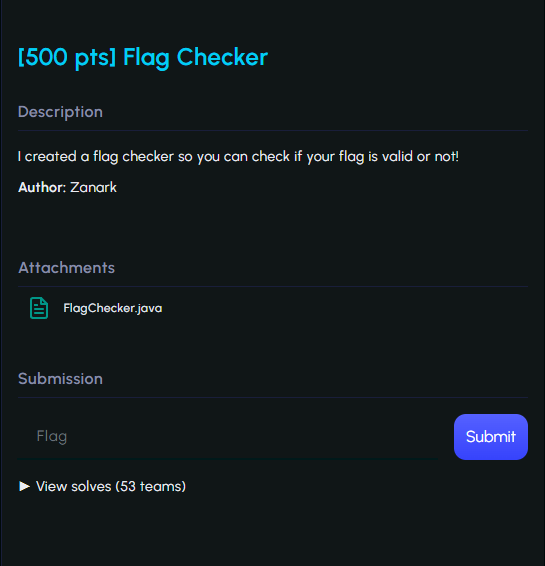 [500 pts] Flag Checker
Description
I created a flag checker so you can check if your flag is valid or not!
Author: Zanark
Attachments
FlagChecker.java
Submission
Flag
Submit
► View solves (53 teams)